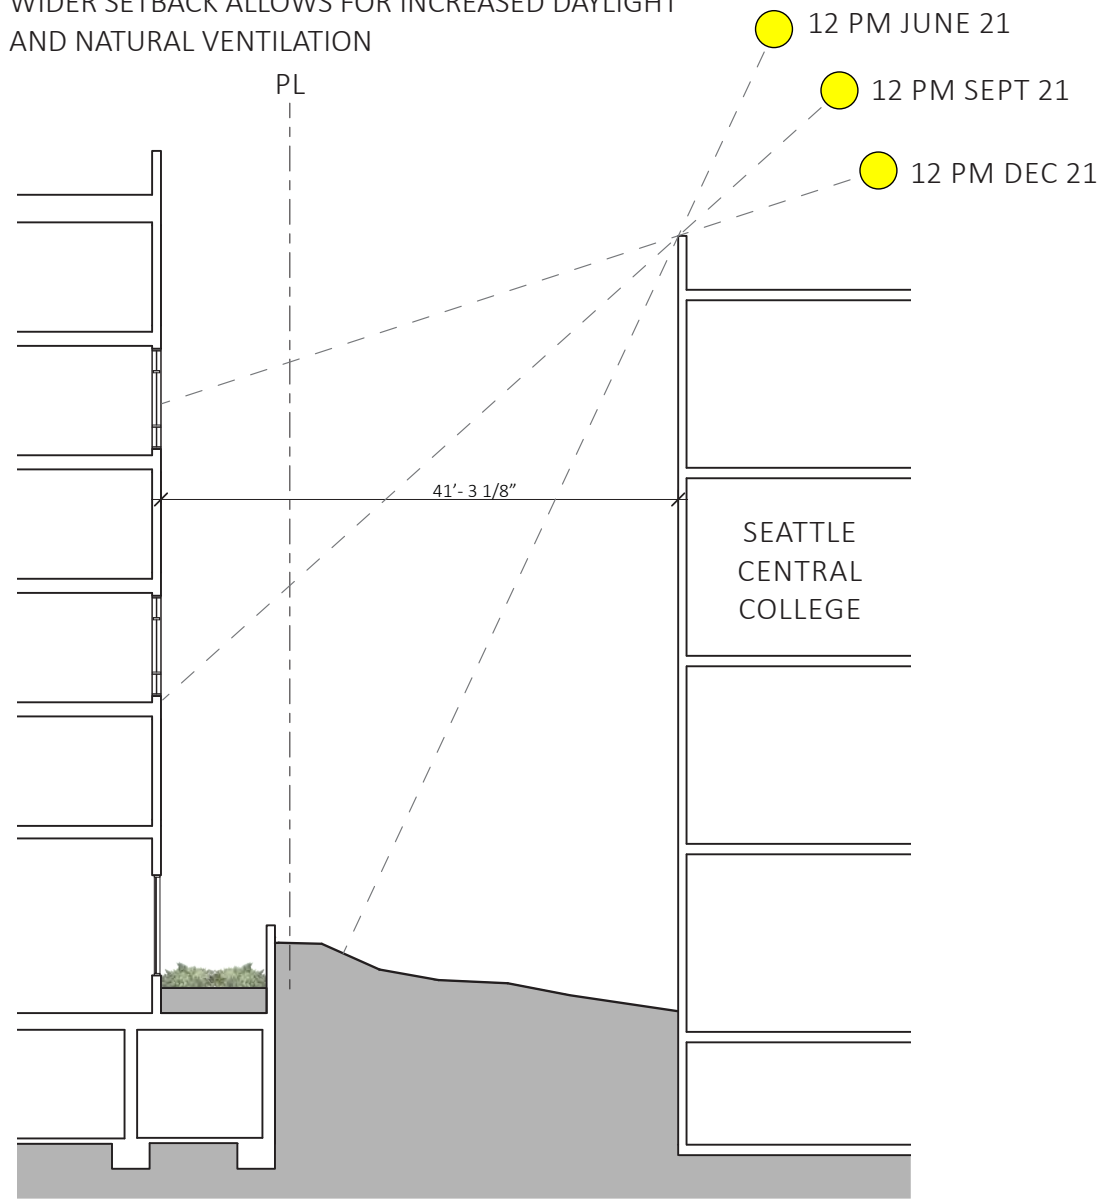 WIDER SETBACK ALLOWS FOR INCREASED DAYLIGHT
AND NATURAL VENTILATION
PL
12 PM JUNE 21
12 PM SEPT 21
12 PM DEC 21
41’- 3 1/8”
SEATTLE
CENTRAL
COLLEGE